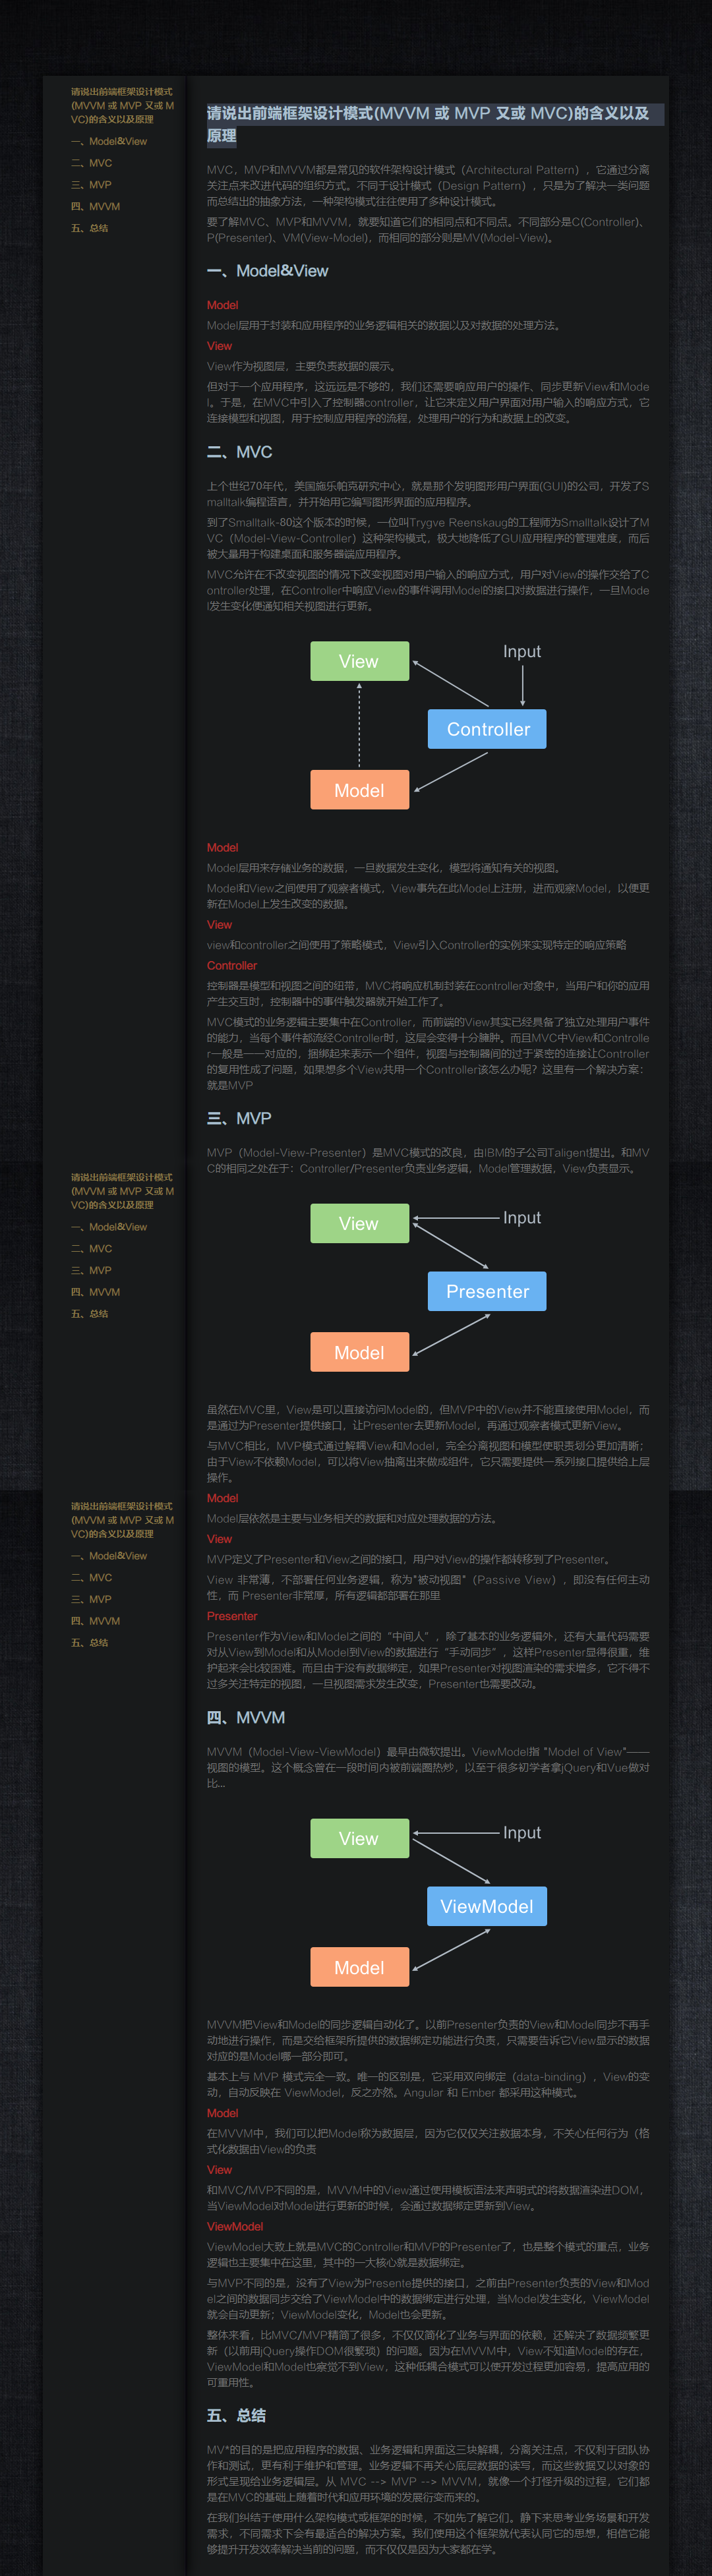 请说出前端框架设计模式
(MVVM 或 MVP 又或 M
VC)的含义以及原理
一、Model&View
二、MVC
三、MVP
四、MVVM
五、总结
请说出前端框架设计模式(MVVM 或 MVP 又或 MVC)的含义以及
原理
MVC，MVP和MVVM都是常见的软件架构设计模式（Architectural Pattern），它通过分离
关注点来改进代码的组织方式。不同于设计模式（Design Pattern），只是为了解决一类问题
而总结出的抽象方法，一种架构模式往往使用了多种设计模式。
要了解MVC、MVP和MVVM，就要知道它们的相同点和不同点。不同部分是C(Controller)、
P(Presenter)、VM(View-Model)，而相同的部分则是MV(Model-View)。
一、Model&View
Model
Model层用于封装和应用程序的业务逻辑相关的数据以及对数据的处理方法。
View
View作为视图层，主要负责数据的展示。
但对于一个应用程序，这远远是不够的，我们还需要响应用户的操作、同步更新View和Mode
l。于是，在MVC中引入了控制器controller，让它来定义用户界面对用户输入的响应方式，它
连接模型和视图，用于控制应用程序的流程，处理用户的行为和数据上的改变。
二、MVC
上个世纪70年代，美国施乐帕克研究中心，就是那个发明图形用户界面(GUI)的公司，开发了S
malltalk编程语言，并开始用它编写图形界面的应用程序。
到了Smalltalk-80这个版本的时候，一位叫Trygve Reenskaug的工程师为Smalltalk设计了M
VC（Model-View-Controller）这种架构模式，极大地降低了GUI应用程序的管理难度，而后
被大量用于构建桌面和服务器端应用程序。
MVC允许在不改变视图的情况下改变视图对用户输入的响应方式，用户对View的操作交给了C
ontroller处理，在Controller中响应View的事件调用Model的接口对数据进行操作，一旦Mode
l发生变化便通知相关视图进行更新。
View
Input
Controller
Model
Model
Model层用来存储业务的数据，一旦数据发生变化，模型将通知有关的视图。
Model和View之间使用了观察者模式，View事先在此Model上注册，进而观察Model，以便更
新在Model上发生改变的数据。
View
view和controller之间使用了策略模式，View引入Controller的实例来实现特定的响应策略
Controller
控制器是模型和视图之间的纽带，MVC将响应机制封装在controller对象中，当用户和你的应用
产生交互时，控制器中的事件触发器就开始工作了。
MVC模式的业务逻辑主要集中在Controller，而前端的View其实已经具备了独立处理用户事件
的能力，当每个事件都流经Controller时，这层会变得十分臃肿。而且MVC中View和Controlle
r一般是一一对应的，捆绑起来表示一个组件，视图与控制器间的过于紧密的连接让Controller
的复用性成了问题，如果想多个View共用一个Controller该怎么办呢？这里有一个解决方案：
就是MVP
三、MVP
MVP（Model-View-Presenter）是MVC模式的改良，由IBM的子公司Taligent提出。和MV
C的相同之处在于：Controller/Presenter负责业务逻辑，Model管理数据，View负责显示。
请说出前端框架设计模式
(MVVM 或 MVP 又或 M
VC)的含义以及原理
一、Model&View
二、MVC
三、MVP
四、MVVM
五、总结
View
Input
Presenter
Model
虽然在MVC里，View是可以直接访问Model的，但MVP中的View并不能直接使用Model，而
是通过为Presenter提供接口，让Presenter去更新Model，再通过观察者模式更新View。
与MVC相比，MVP模式通过解耦View和Model，完全分离视图和模型使职责划分更加清晰；
由于View不依赖Model，可以将View抽离出来做成组件，它只需要提供一系列接口提供给上层
操作。
请说出前端框架设计模式
(MVVM 或 MVP 又或 M
VC)的含义以及原理
一、Model&View
二、MVC
三、MVP
四、MVVM
五、总结
Model
Model层依然是主要与业务相关的数据和对应处理数据的方法。
View
MVP定义了Presenter和View之间的接口，用户对View的操作都转移到了Presenter。
View 非常薄，不部署任何业务逻辑，称为"被动视图"（Passive View），即没有任何主动
性，而 Presenter非常厚，所有逻辑都部署在那里
Presenter
Presenter作为View和Model之间的“中间人”，除了基本的业务逻辑外，还有大量代码需要
对从View到Model和从Model到View的数据进行“手动同步”，这样Presenter显得很重，维
护起来会比较困难。而且由于没有数据绑定，如果Presenter对视图渲染的需求增多，它不得不
过多关注特定的视图，一旦视图需求发生改变，Presenter也需要改动。
四、MVVM
MVVM（Model-View-ViewModel）最早由微软提出。ViewModel指 "Model of View"——
视图的模型。这个概念曾在一段时间内被前端圈热炒，以至于很多初学者拿jQuery和Vue做对
比...
View
Input
ViewModel
Model
MVVM把View和Model的同步逻辑自动化了。以前Presenter负责的View和Model同步不再手
动地进行操作，而是交给框架所提供的数据绑定功能进行负责，只需要告诉它View显示的数据
对应的是Model哪一部分即可。
基本上与 MVP 模式完全一致。唯一的区别是，它采用双向绑定（data-binding），View的变
动，自动反映在 ViewModel，反之亦然。Angular 和 Ember 都采用这种模式。
Model
在MVVM中，我们可以把Model称为数据层，因为它仅仅关注数据本身，不关心任何行为（格
式化数据由View的负责
View
和MVC/MVP不同的是，MVVM中的View通过使用模板语法来声明式的将数据渲染进DOM，
当ViewModel对Model进行更新的时候，会通过数据绑定更新到View。
ViewModel
ViewModel大致上就是MVC的Controller和MVP的Presenter了，也是整个模式的重点，业务
逻辑也主要集中在这里，其中的一大核心就是数据绑定。
与MVP不同的是，没有了View为Presente提供的接口，之前由Presenter负责的View和Mod
el之间的数据同步交给了ViewModel中的数据绑定进行处理，当Model发生变化，ViewModel
就会自动更新；ViewModel变化，Model也会更新。
整体来看，比MVC/MVP精简了很多，不仅仅简化了业务与界面的依赖，还解决了数据频繁更
新（以前用jQuery操作DOM很繁琐）的问题。因为在MVVM中，View不知道Model的存在，
ViewModel和Model也察觉不到View，这种低耦合模式可以使开发过程更加容易，提高应用的
可重用性。
五、总结
MV*的目的是把应用程序的数据、业务逻辑和界面这三块解耦，分离关注点，不仅利于团队协
作和测试，更有利于维护和管理。业务逻辑不再关心底层数据的读写，而这些数据又以对象的
形式呈现给业务逻辑层。从 MVC --> MVP --> MVVM，就像一个打怪升级的过程，它们都
是在MVC的基础上随着时代和应用环境的发展衍变而来的。
在我们纠结于使用什么架构模式或框架的时候，不如先了解它们。静下来思考业务场景和开发
需求，不同需求下会有最适合的解决方案。我们使用这个框架就代表认同它的思想，相信它能
够提升开发效率解决当前的问题，而不仅仅是因为大家都在学。